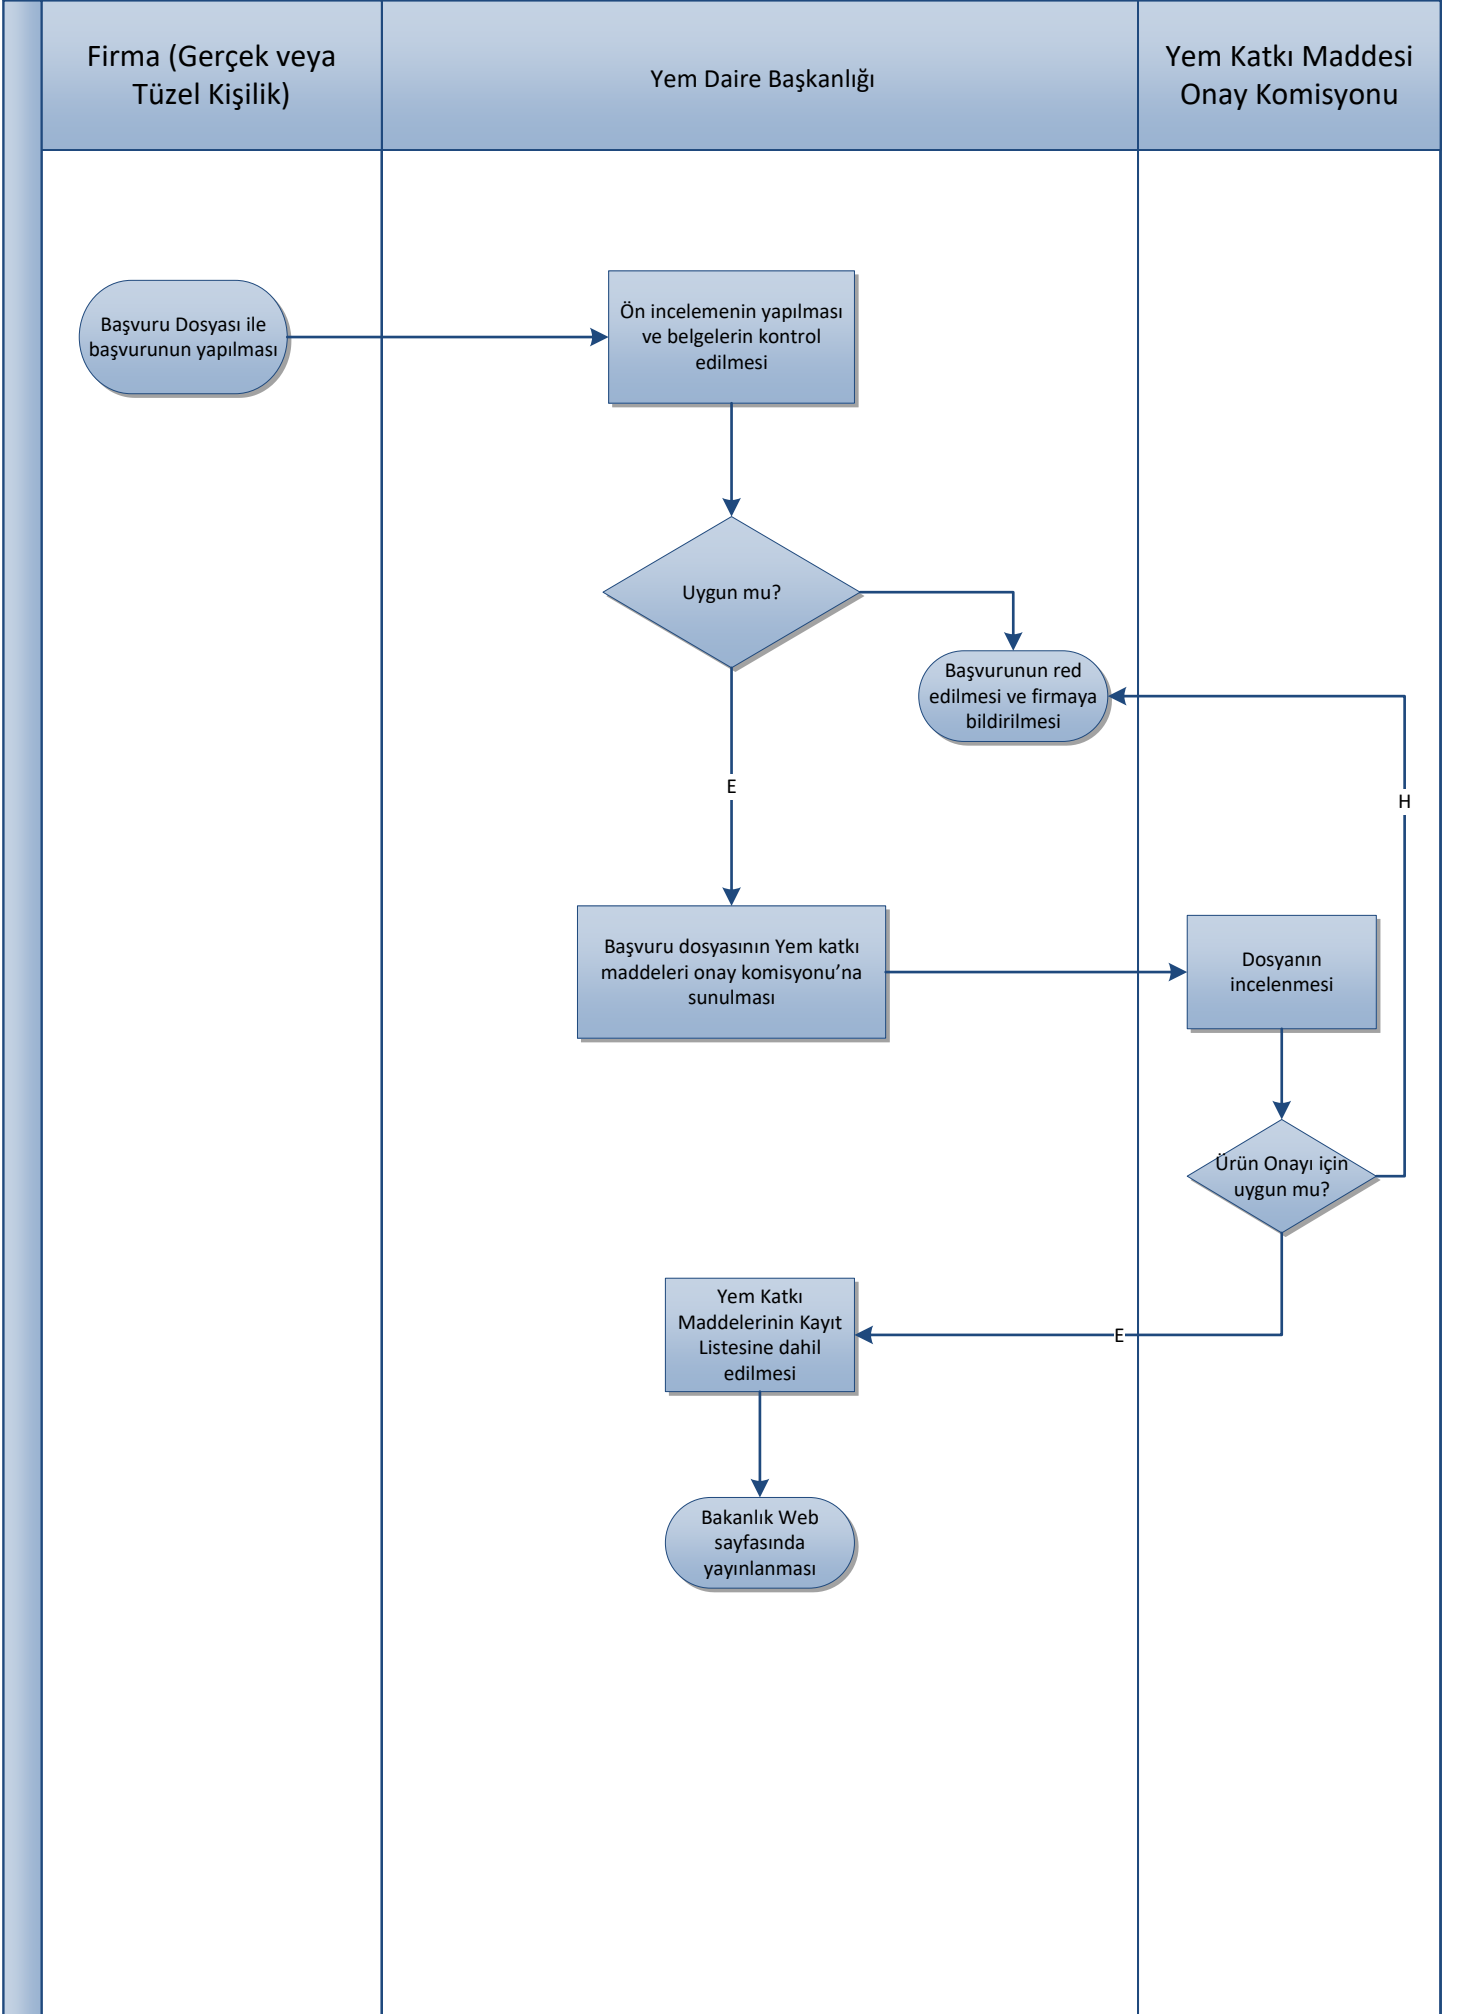 Firma (Gerçek veya
Tüzel Kişilik)
Yem Daire Başkanlığı
Yem Katkı Maddesi
Onay Komisyonu
Başvuru Dosyası ile
başvurunun yapılması
Ön incelemenin yapılması
ve belgelerin kontrol
edilmesi
Uygun mu?
Başvurunun red
edilmesi ve firmaya
bildirilmesi
E
H
Başvuru dosyasının Yem katkı
maddeleri onay komisyonu’na
sunulması
Dosyanın
incelenmesi
Ürün Onayı için
uygun mu?
Yem Katkı
Maddelerinin Kayıt
Listesine dahil
edilmesi
E
Bakanlık Web
sayfasında
yayınlanması